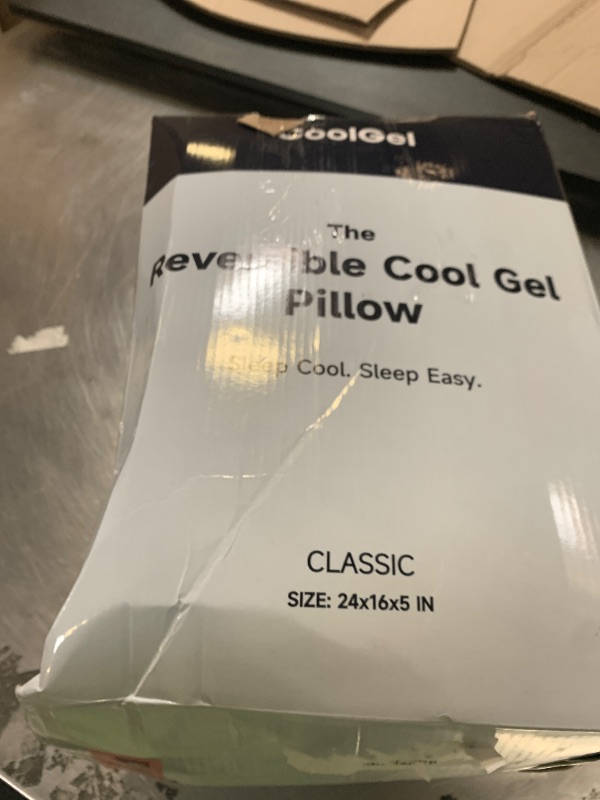 CoolGel
The
Reversible Cool Gel
Pillow
Sleep Cool. Sleep Easy.
CLASSIC
SIZE: 24x16x5 IN